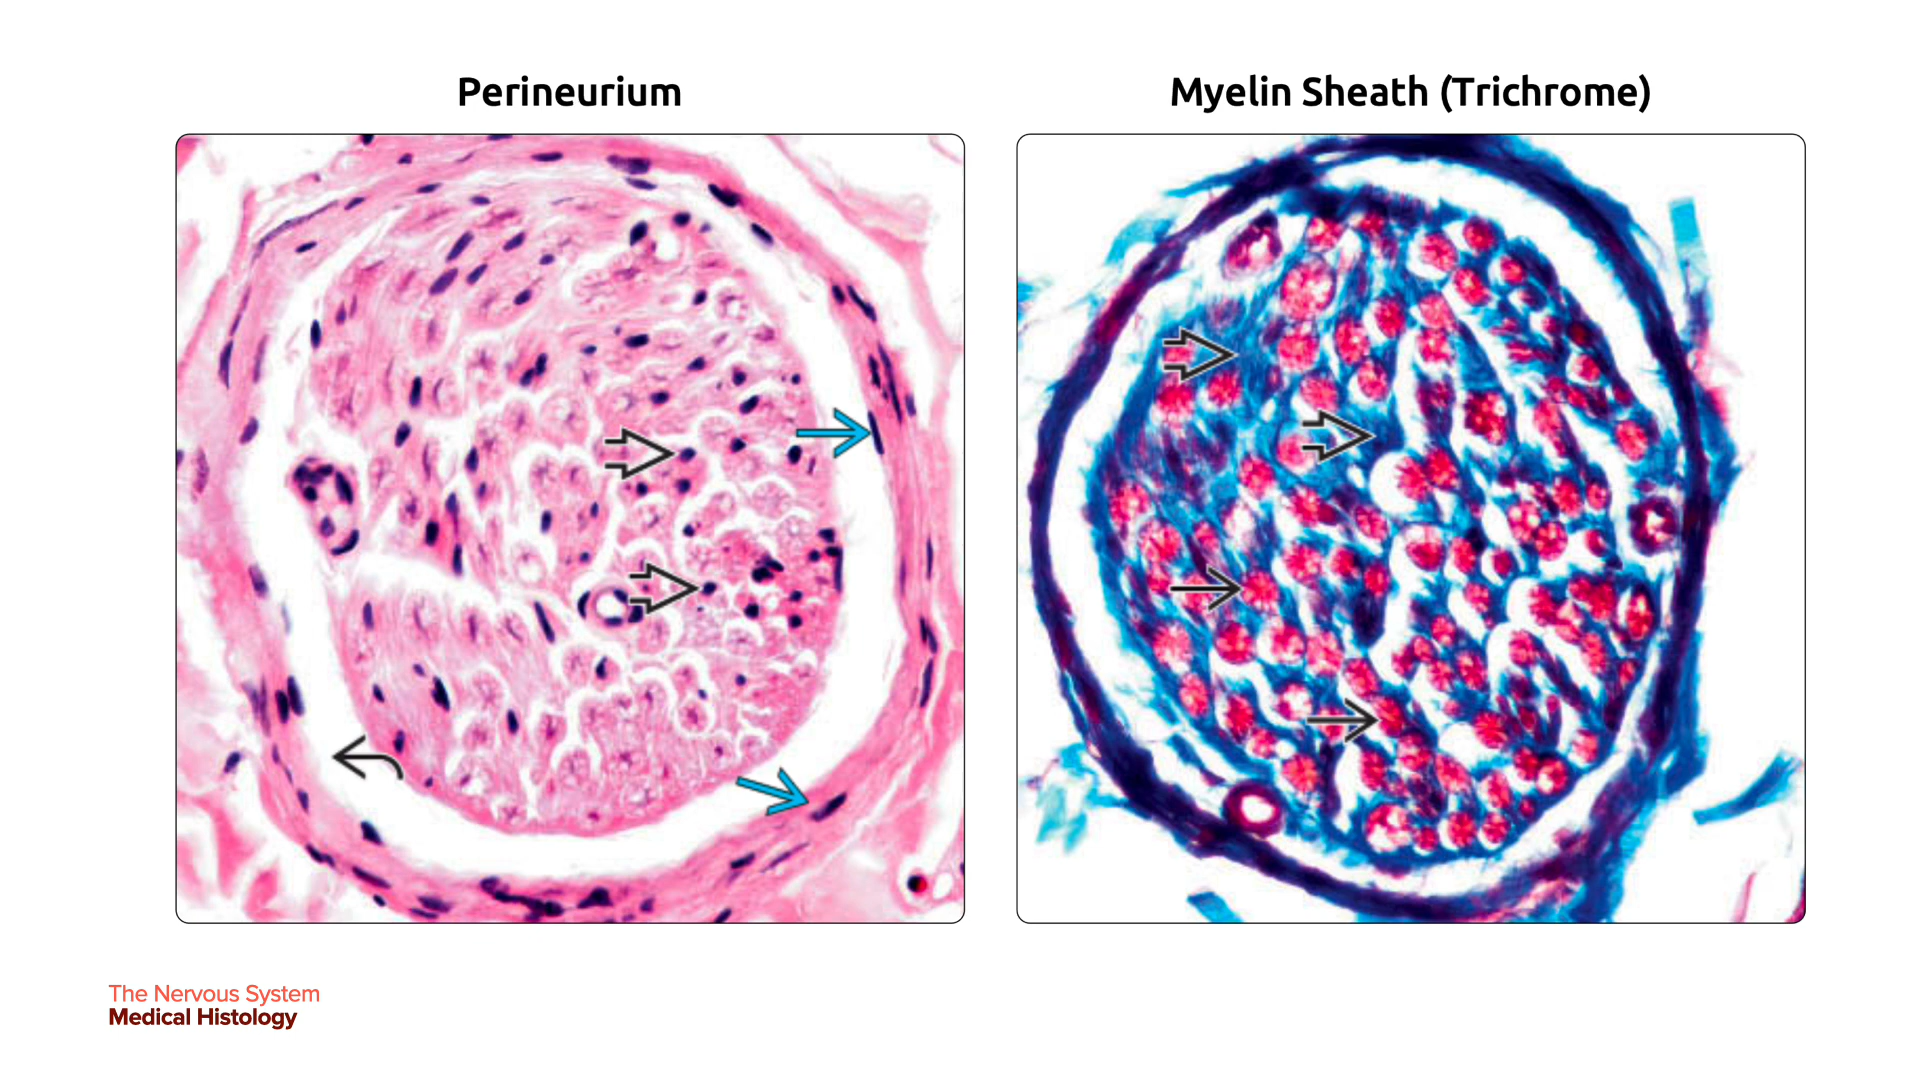 Perineurium
Myelin Sheath (Trichrome)
The Nervous System
Medical Histology